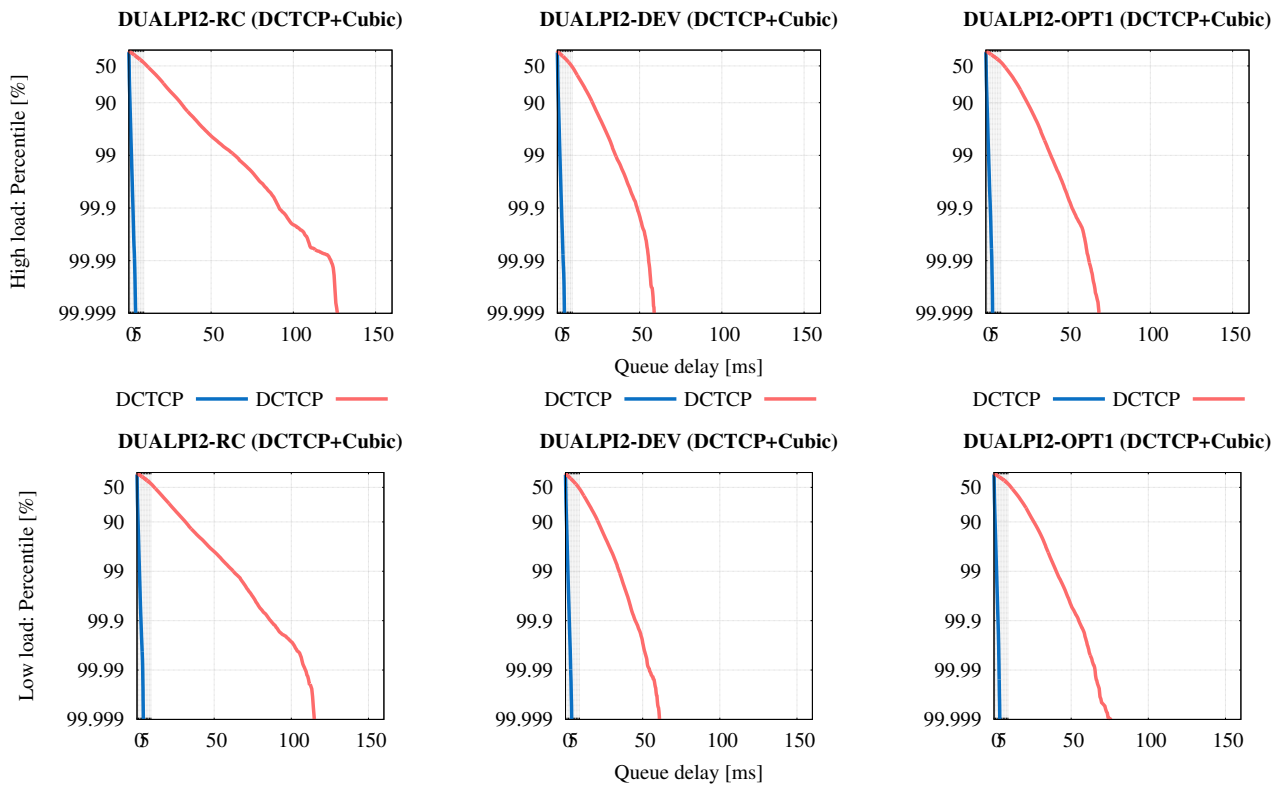 DUALPI2-RC (DCTCP+Cubic) DUALPI2-DEV (DCTCP+Cubic) DUALPI2-OPT1 (DCTCP+Cubic)
High load: Percentile [%]
50 50 50
90 90 90
99 99 99
99.9 99.9 99.9
99.99 99.99 99.99
99.999 99.999 99.999
0 5 50 100 150 0 5 50 100 150 0 5 50 100 150
Queue delay [ms]
DCTCP DCTCP DCTCP DCTCP DCTCP DCTCP
DUALPI2-RC (DCTCP+Cubic) DUALPI2-DEV (DCTCP+Cubic) DUALPI2-OPT1 (DCTCP+Cubic)
Low load: Percentile [%]
50 50 50
90 90 90
99 99 99
99.9 99.9 99.9
99.99 99.99 99.99
99.999 99.999 99.999
0 5 50 100 150 0 5 50 100 150 0 5 50 100 150
Queue delay [ms]